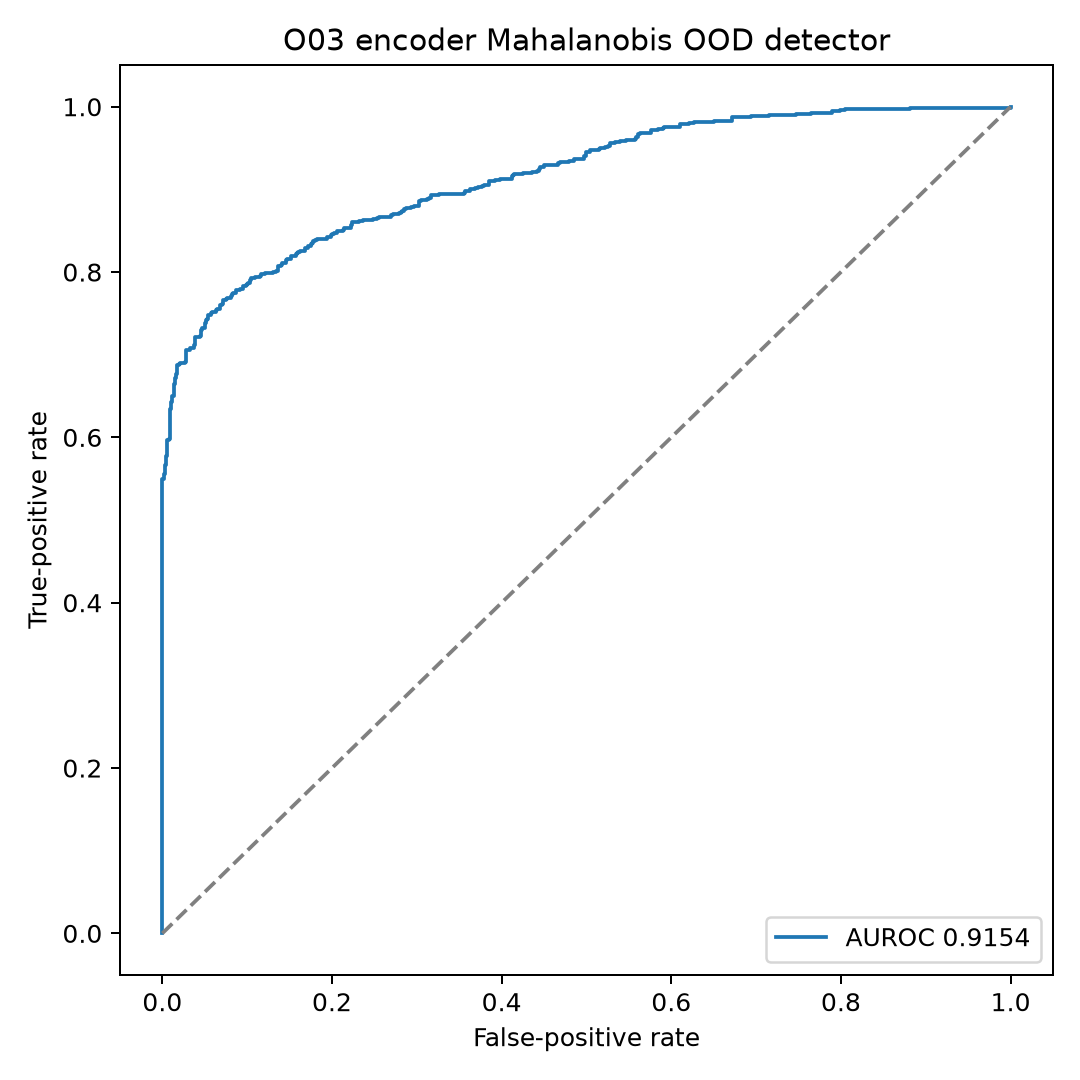 O03 encoder Mahalanobis OOD detector
1.0
0.8
0.6
0.4
0.2
0.0
True-positive rate
0.0 0.2 0.4 0.6 0.8 1.0
False-positive rate
AUROC 0.9154